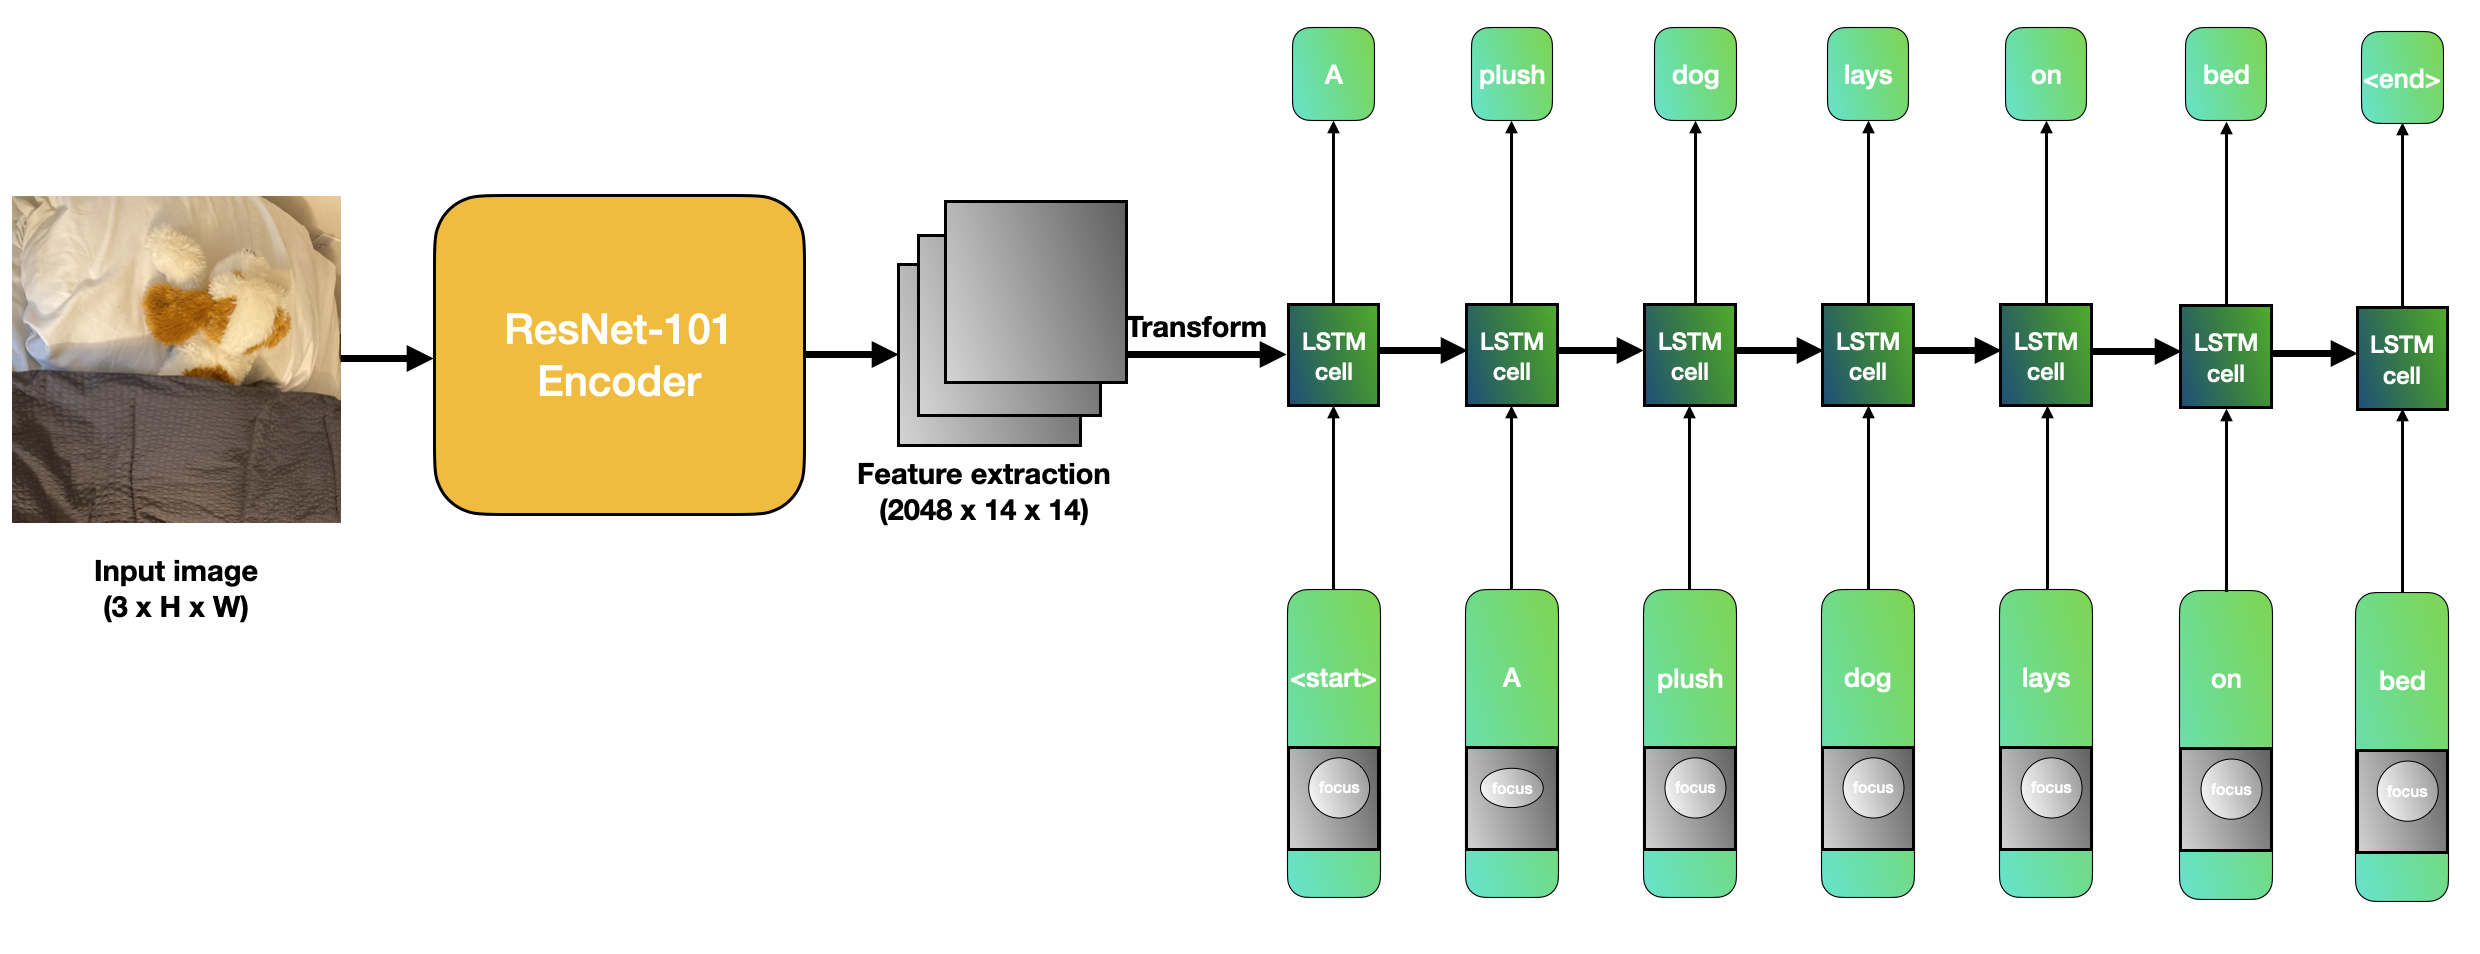 A
plush
dog
lays
on
bed
<end>
ResNet-101
Encoder
Transform
LSTM
cell
LSTM
cell
LSTM
cell
LSTM
cell
LSTM
cell
LSTM
cell
LSTM
cell
Feature extraction
(2048 x 14 x 14)
Input image
(3 x H x W)
<start>
A
plush
dog
lays
on
bed
focus
focus
focus
focus
focus
focus
focus